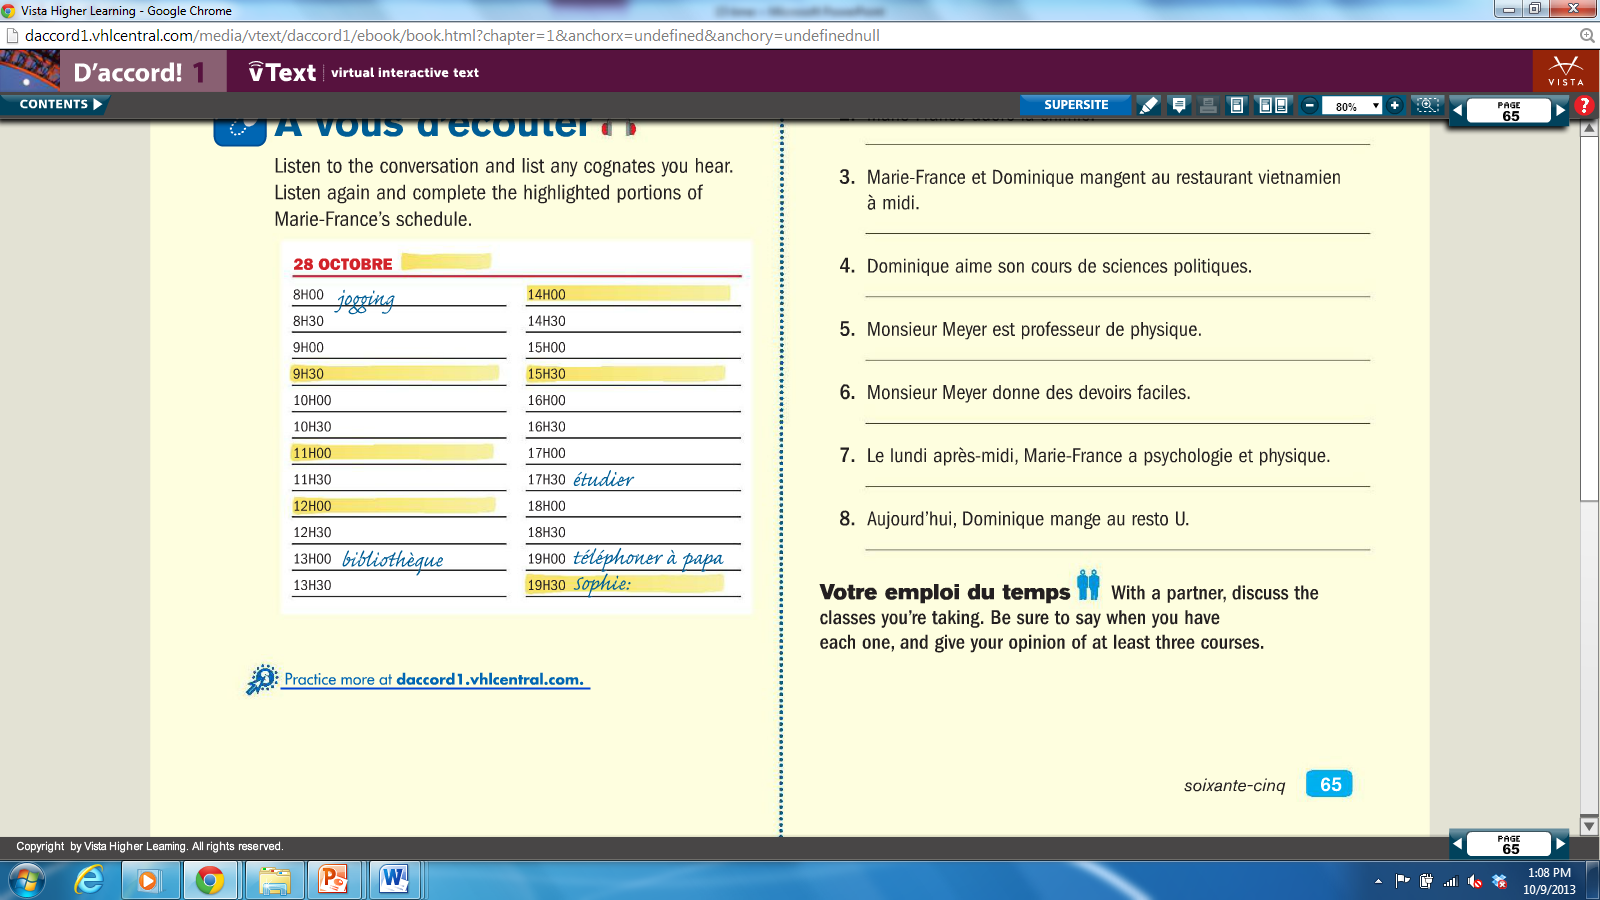 Vista Higher Learning - Google Chrome
daccord1.vhlcentral.com/media/vtext/daccord1/ebook/book.html?chapter=1&anchorx=undefined&anchory=undefinednull
D'accord! 1
vText | virtual interactive text
VISTA
CONTENTS
SUPERSITE
80%
PAGE
65
À vous d'écouter
Listen to the conversation and list any cognates you hear.
Listen again and complete the highlighted portions of
Marie-France's schedule.
28 OCTOBRE
8H00 jogging
8H30
9H00
9H30
10H00
10H30
11H00
11H30
12H00
12H30
13H00 bibliothèque
13H30
14H00
14H30
15H00
15H30
16H00
16H30
17H00
17H30 étudier
18H00
18H30
19H00 téléphoner à papa
19H30 Sophie:
Practice more at daccord1.vhlcentral.com.
3. Marie-France et Dominique mangent au restaurant vietnamien
à midi.
4. Dominique aime son cours de sciences politiques.
5. Monsieur Meyer est professeur de physique.
6. Monsieur Meyer donne des devoirs faciles.
7. Le lundi après-midi, Marie-France a psychologie et physique.
8. Aujourd'hui, Dominique mange au resto U.
Votre emploi du temps With a partner, discuss the
classes you're taking. Be sure to say when you have
each one, and give your opinion of at least three courses.
soixante-cinq 65
Copyright by Vista Higher Learning. All rights reserved.
PAGE
65
1:08 PM
10/9/2013